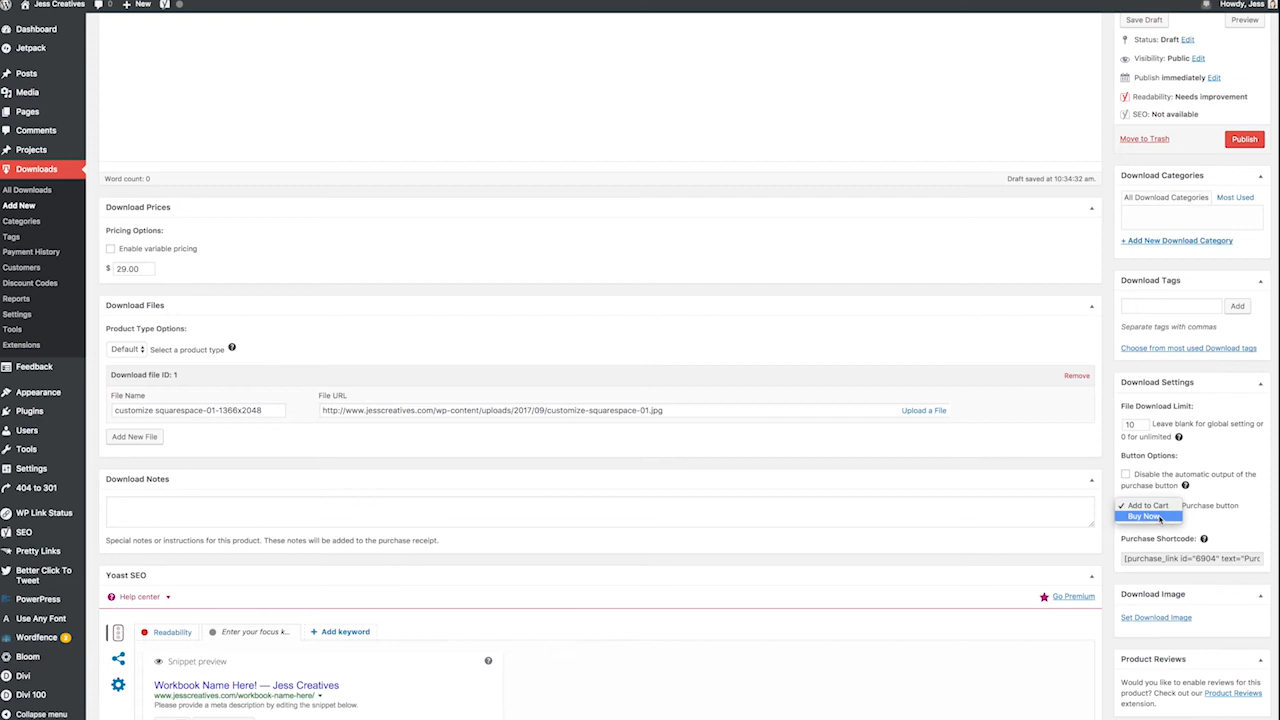 Jess Creatives 0 + New Howdy, Jess
Dashboard
Jetpack
Posts
Media
Pages
Comments
Projects
Downloads
All Downloads
Add New
Categories
Tags
Payment History
Customers
Discount Codes
Reports
Settings
Tools
Extensions
Feedback
Appearance
Plugins
Users
Tools
Settings
404 to 301
WP Link Status
SEO
Pretty Links
Better Click To
Tweet
PowerPress
Use Any Font
Wordfence 3
Bloom
Divi
Divi 100
Collapse menu
Word count: 0 Draft saved at 10:34:32 am.
Download Prices
Pricing Options:
Enable variable pricing
$ 29.00
Download Files
Product Type Options:
Default Select a product type
Download file ID: 1 Remove
File Name File URL
customize squarespace-01-1366x2048 http://www.jesscreatives.com/wp-content/uploads/2017/09/customize-squarespace-01.jpg Upload a File
Add New File
Download Notes
Special notes or instructions for this product. These notes will be added to the purchase receipt.
Yoast SEO
Help center Go Premium
Readability Enter your focus k... + Add keyword
Snippet preview
Workbook Name Here! — Jess Creatives
www.jesscreatives.com/workbook-name-here/
Please provide a meta description by editing the snippet below.
Save Draft Preview
Status: Draft Edit
Visibility: Public Edit
Publish immediately Edit
Readability: Needs improvement
SEO: Not available
Move to Trash Publish
Download Categories
All Download Categories Most Used
+ Add New Download Category
Download Tags
Add
Separate tags with commas
Choose from most used Download tags
Download Settings
File Download Limit:
10 Leave blank for global setting or
0 for unlimited
Button Options:
Disable the automatic output of the
purchase button
✓ Add to Cart Purchase button
Buy Now
Purchase Shortcode:
[purchase_link id="6904" text="Purc
Download Image
Set Download Image
Product Reviews
Would you like to enable reviews for this
product? Check out our Product Reviews
extension.